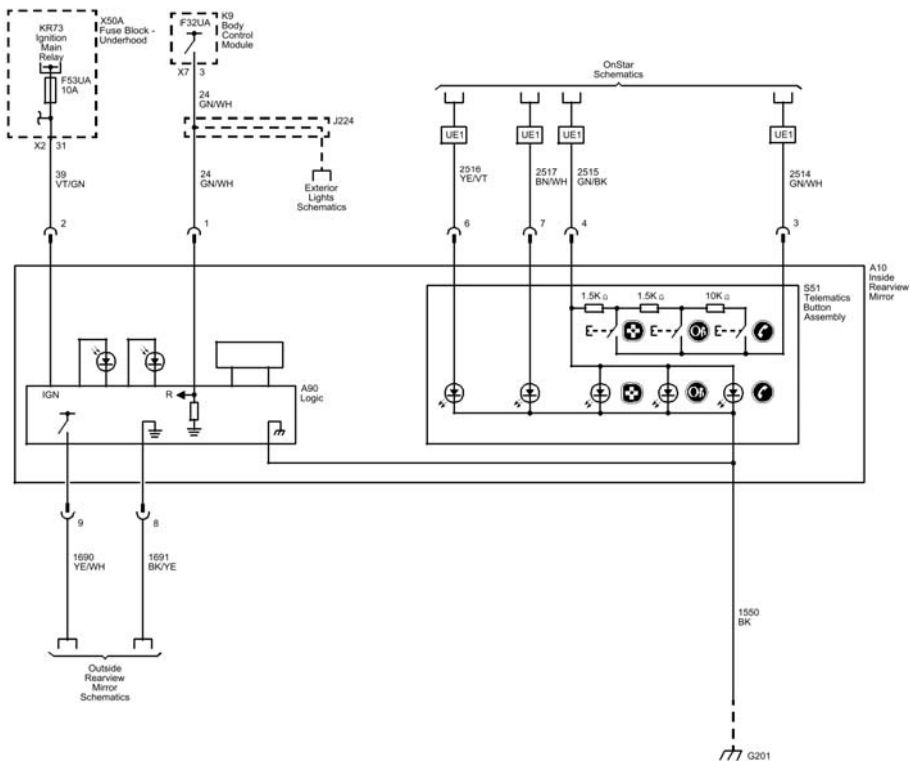 X50A
Fuse Block -
Underhood
KR73
Ignition
Main
Relay
F53UA
10A
X2
31
K9
Body
Control
Module
F32UA
X7
3
24
GN/WH
J224
39
VT/GN
24
GN/WH
Exterior
Lights
Schematics
OnStar
Schematics
UE1
UE1
UE1
UE1
2516
YE/VT
2517
BN/WH
2515
GN/BK
2514
GN/WH
2
1
6
7
4
3
A10
Inside
Rearview
Mirror
S51
Telematics
Button
Assembly
1.5K Ω
1.5K Ω
10K Ω
IGN
R
A90
Logic
9
8
1690
YE/WH
1691
BK/YE
Outside
Rearview
Mirror
Schematics
1550
BK
G201